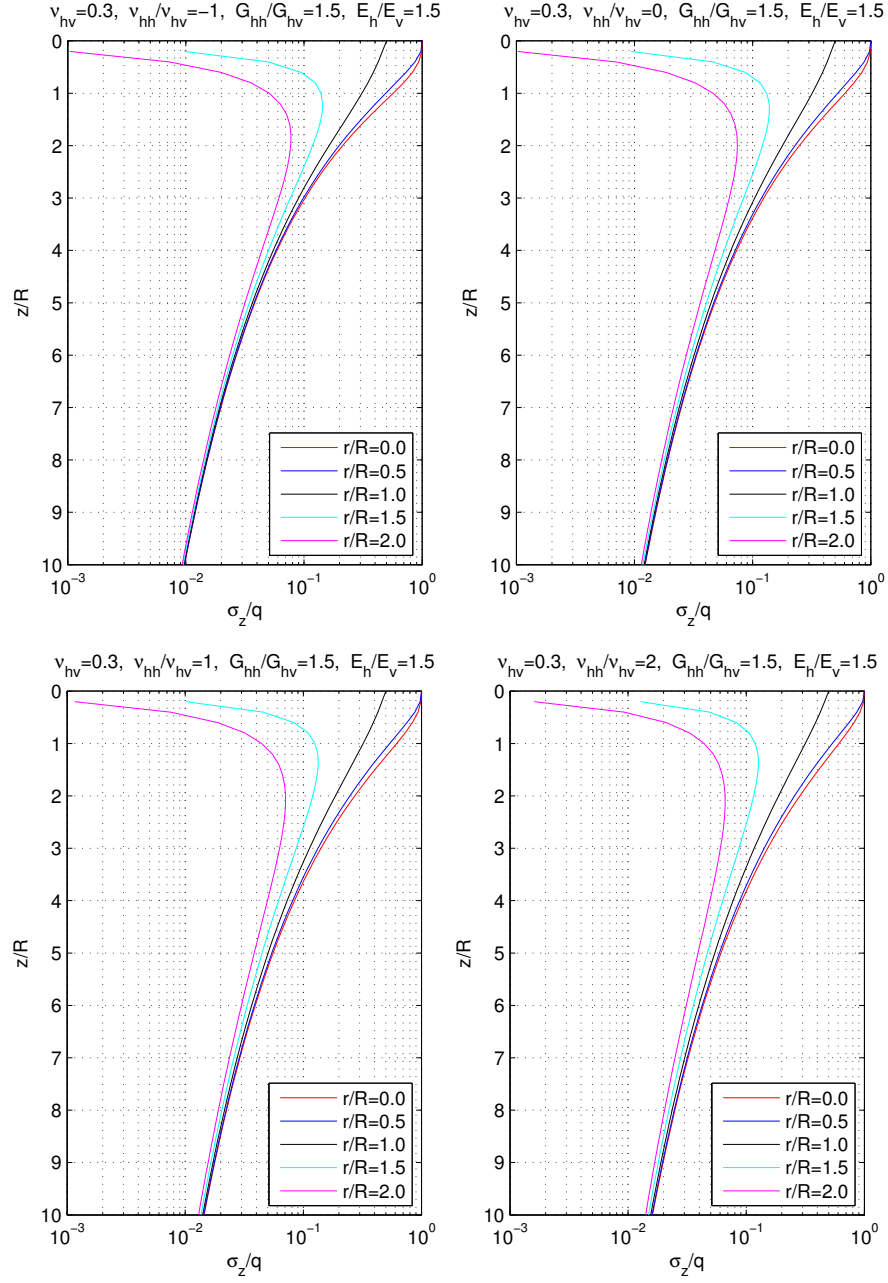 ν_hv=0.3, ν_hh/ν_hv=−1, G_hh/G_hv=1.5, E_h/E_v=1.5
0
1
2
3
4
5
6
7
8
9
10
z/R
r/R=0.0
r/R=0.5
r/R=1.0
r/R=1.5
r/R=2.0
10⁻³ 10⁻² 10⁻¹ 10⁰
σ_z/q
ν_hv=0.3, ν_hh/ν_hv=0, G_hh/G_hv=1.5, E_h/E_v=1.5
0
1
2
3
4
5
6
7
8
9
10
z/R
r/R=0.0
r/R=0.5
r/R=1.0
r/R=1.5
r/R=2.0
10⁻³ 10⁻² 10⁻¹ 10⁰
σ_z/q
ν_hv=0.3, ν_hh/ν_hv=1, G_hh/G_hv=1.5, E_h/E_v=1.5
0
1
2
3
4
5
6
7
8
9
10
z/R
r/R=0.0
r/R=0.5
r/R=1.0
r/R=1.5
r/R=2.0
10⁻³ 10⁻² 10⁻¹ 10⁰
σ_z/q
ν_hv=0.3, ν_hh/ν_hv=2, G_hh/G_hv=1.5, E_h/E_v=1.5
0
1
2
3
4
5
6
7
8
9
10
z/R
r/R=0.0
r/R=0.5
r/R=1.0
r/R=1.5
r/R=2.0
10⁻³ 10⁻² 10⁻¹ 10⁰
σ_z/q